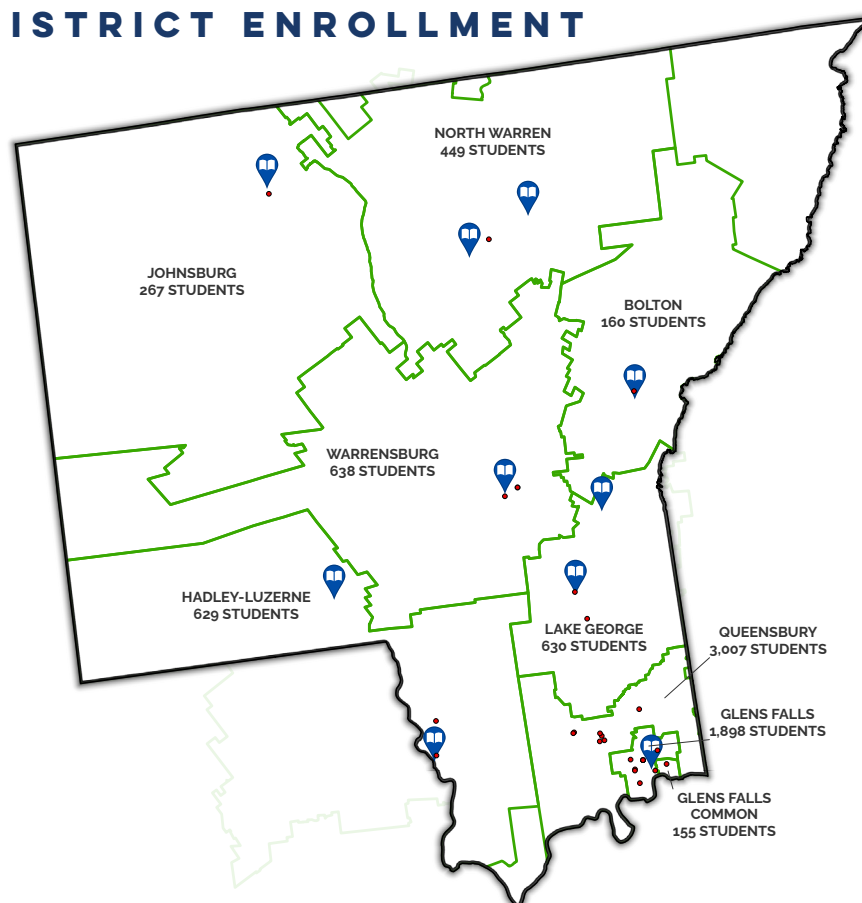 ISTRICT ENROLLMENT
NORTH WARREN
449 STUDENTS
JOHNSBURG
267 STUDENTS
BOLTON
160 STUDENTS
WARRENSBURG
638 STUDENTS
HADLEY-LUZERNE
629 STUDENTS
LAKE GEORGE
630 STUDENTS
QUEENSBURY
3,007 STUDENTS
GLENS FALLS
1,898 STUDENTS
GLENS FALLS
COMMON
155 STUDENTS